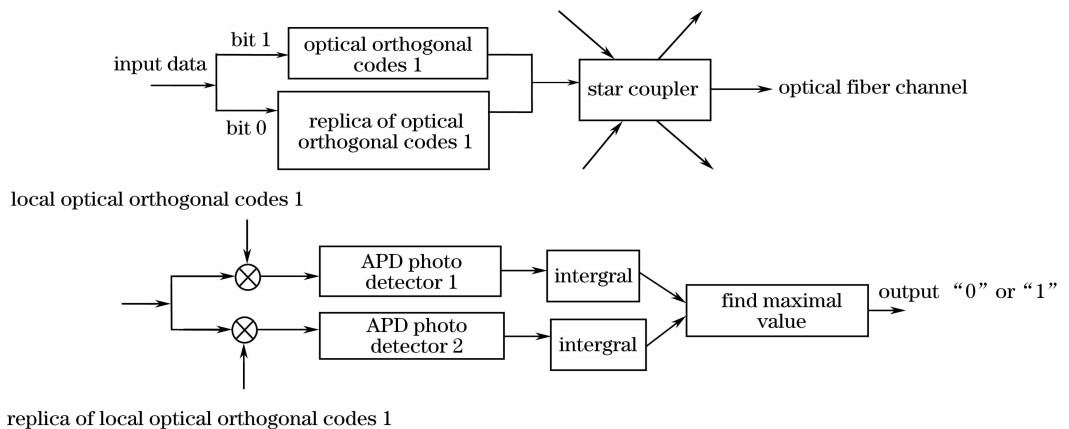 bit 1
optical orthogonal
codes 1
input data
star coupler
optical fiber channel
bit 0
replica of optical
orthogonal codes 1
local optical orthogonal codes 1
APD photo
detector 1
intergral
find maximal
value
output “0” or “1”
APD photo
detector 2
intergral
replica of local optical orthogonal codes 1